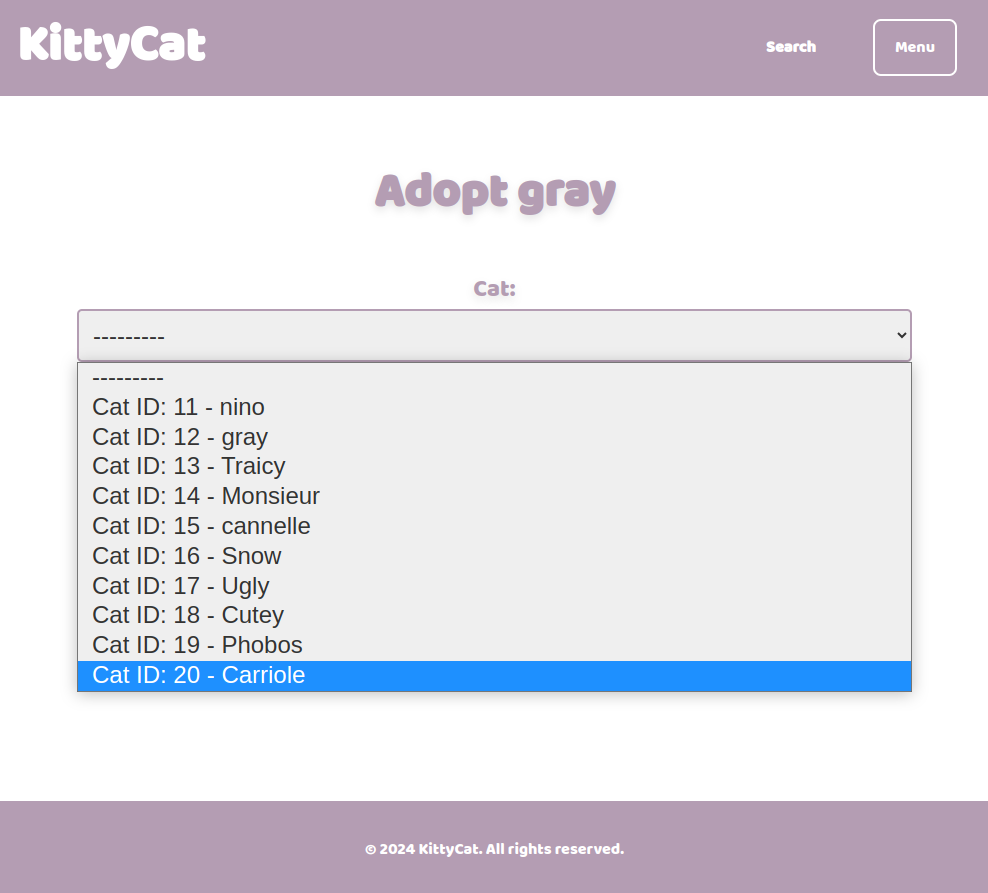 KittyCat
Search
Menu
Adopt gray
Cat:
---------
---------
Cat ID: 11 - nino
Cat ID: 12 - gray
Cat ID: 13 - Traicy
Cat ID: 14 - Monsieur
Cat ID: 15 - cannelle
Cat ID: 16 - Snow
Cat ID: 17 - Ugly
Cat ID: 18 - Cutey
Cat ID: 19 - Phobos
Cat ID: 20 - Carriole
© 2024 KittyCat. All rights reserved.